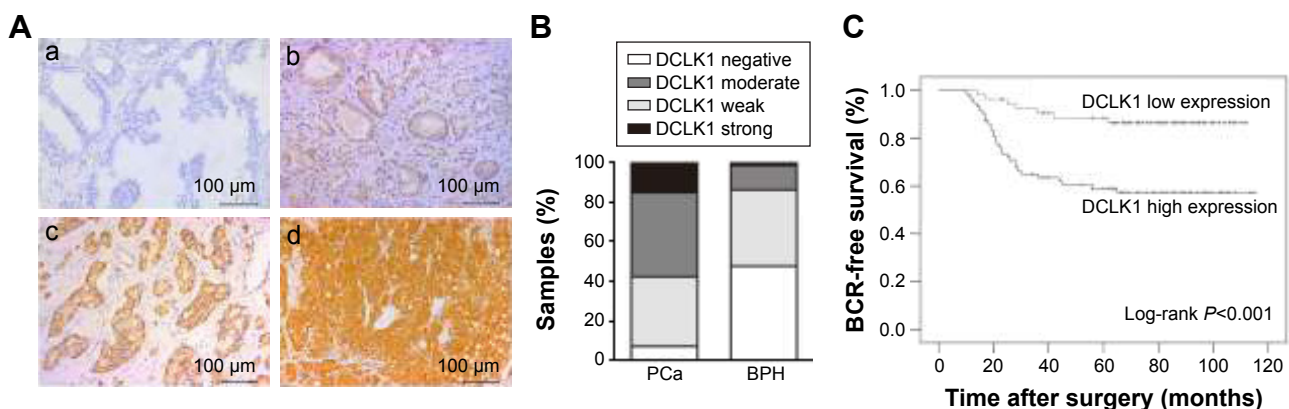 A
a
100 µm
b
100 µm
c
100 µm
d
100 µm
B
DCLK1 negative
DCLK1 moderate
DCLK1 weak
DCLK1 strong
Samples (%)
100
80
60
40
20
0
PCa
BPH
C
BCR-free survival (%)
1.0
0.8
0.6
0.4
0.2
0.0
DCLK1 low expression
DCLK1 high expression
Log-rank P<0.001
0 20 40 60 80 100 120
Time after surgery (months)